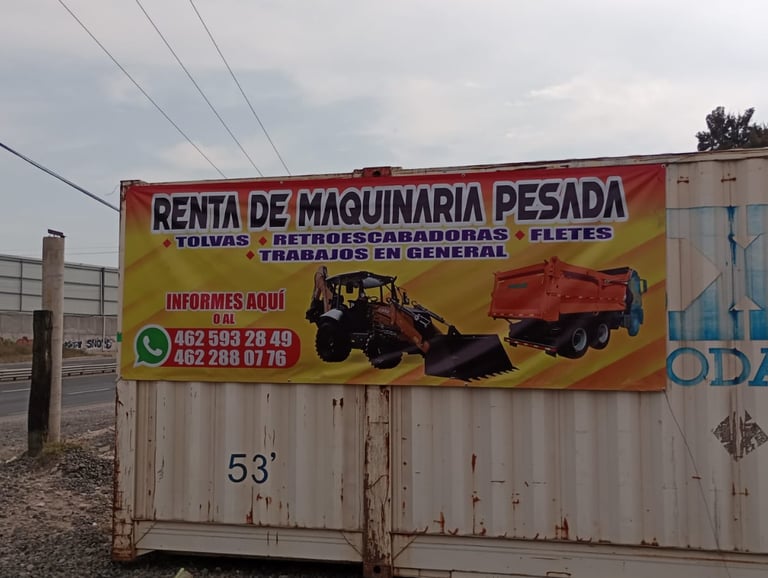 RENTA DE MAQUINARIA PESADA
• TOLVAS • RETROESCABADORAS • FLETES
• TRABAJOS EN GENERAL
INFORMES AQUÍ
O AL
462 593 28 49
462 288 07 76
53'
ODA